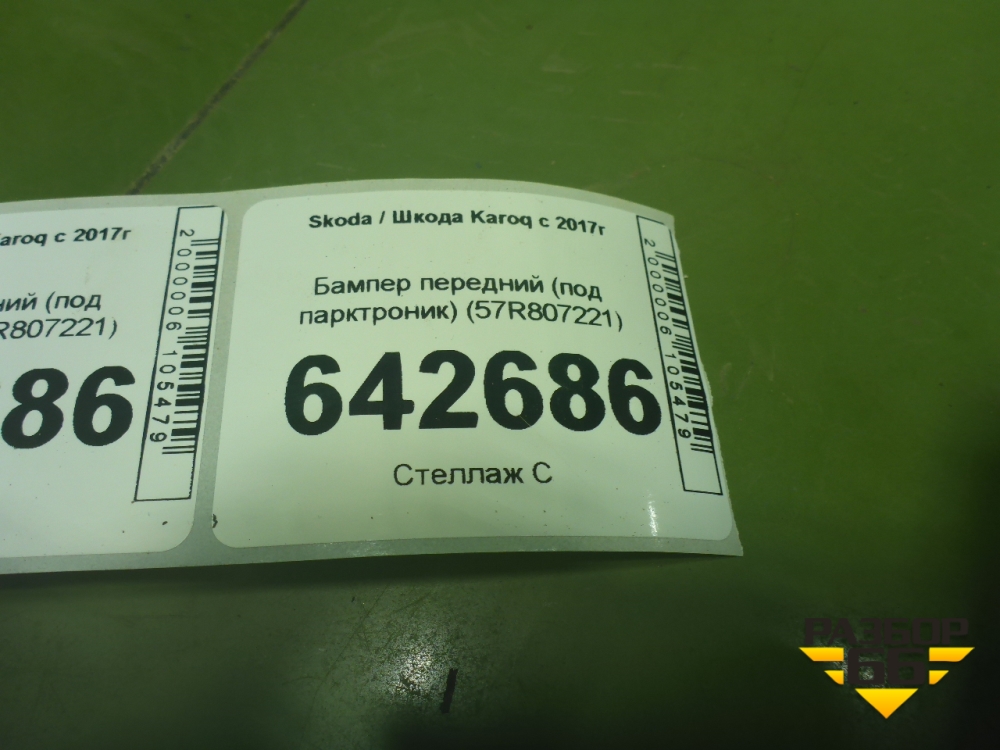 aroq с 2017г
ний (под
R807221)
86
2000006105479
Skoda / Шкода Karoq с 2017г
Бампер передний (под
парктроник) (57R807221)
642686
Стеллаж С
2000006105479
РАЗБОР
66